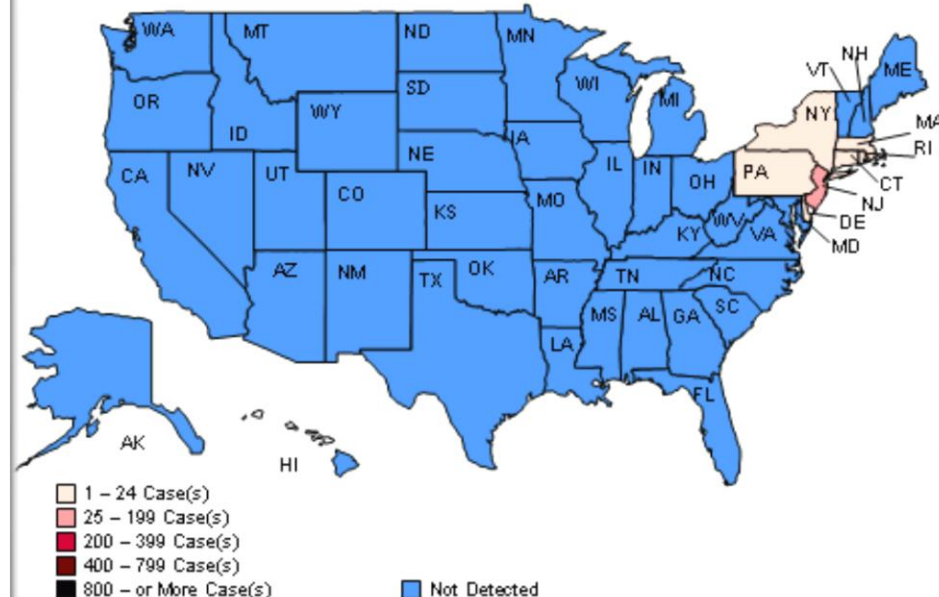 WA
MT
ND
MN
NH
VT
ME
OR
ID
WY
SD
WI
MI
NY
MA
RI
CT
NJ
DE
MD
CA
NV
UT
CO
NE
KS
IA
MO
IL
IN
OH
PA
KY
WV
VA
AZ
NM
TX
OK
AR
TN
NC
SC
MS
AL
GA
LA
FL
AK
HI
1 – 24 Case(s)
25 – 199 Case(s)
200 – 399 Case(s)
400 – 799 Case(s)
800 – or More Case(s)
Not Detected